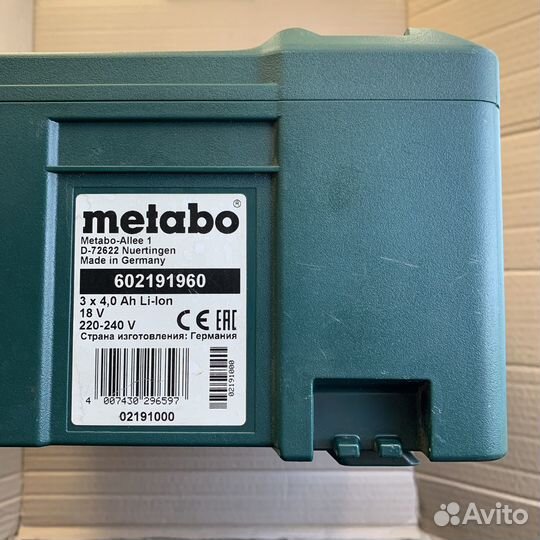 metabo®
Metabo-Allee 1
D-72622 Nuertingen
Made in Germany
602191960
3 x 4,0 Ah Li-Ion
18 V
220-240 V CE EAC
Страна изготовления: Германия
4 007430 296597
02191000
02191000
Avito